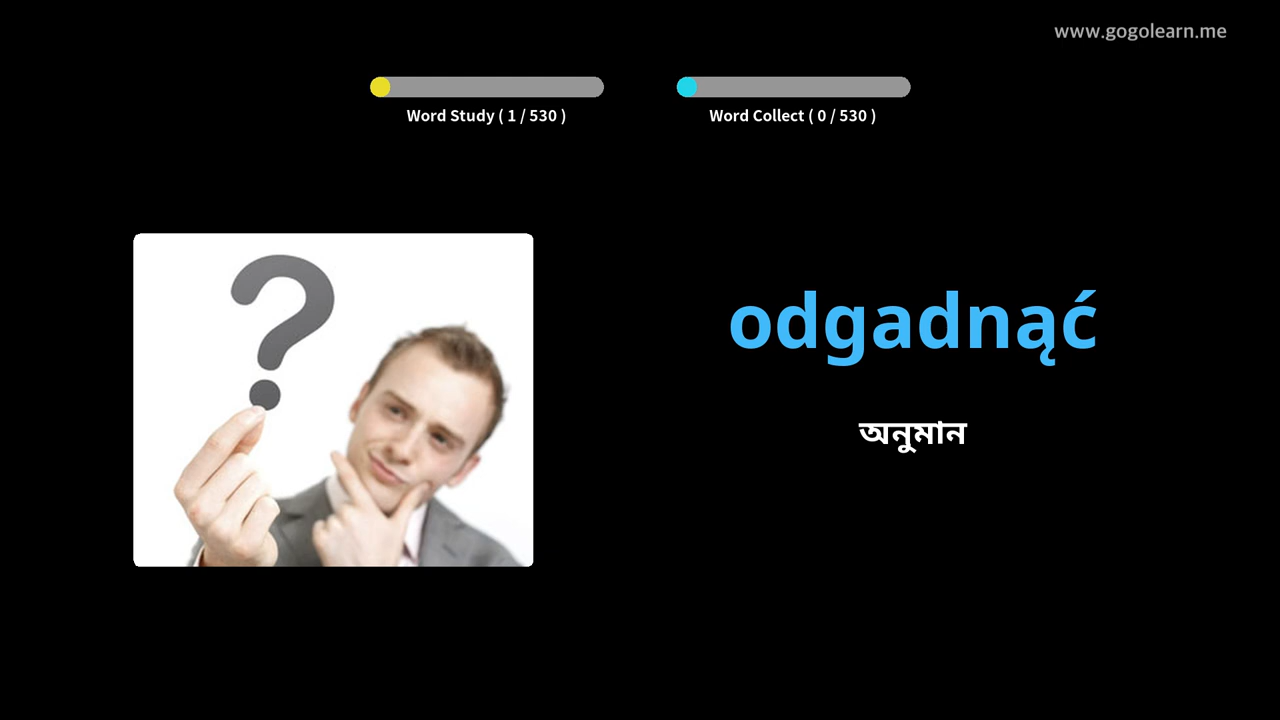 www.gogolearn.me
Word Study ( 1 / 530 )
Word Collect ( 0 / 530 )
odgadnąć
অনুমান